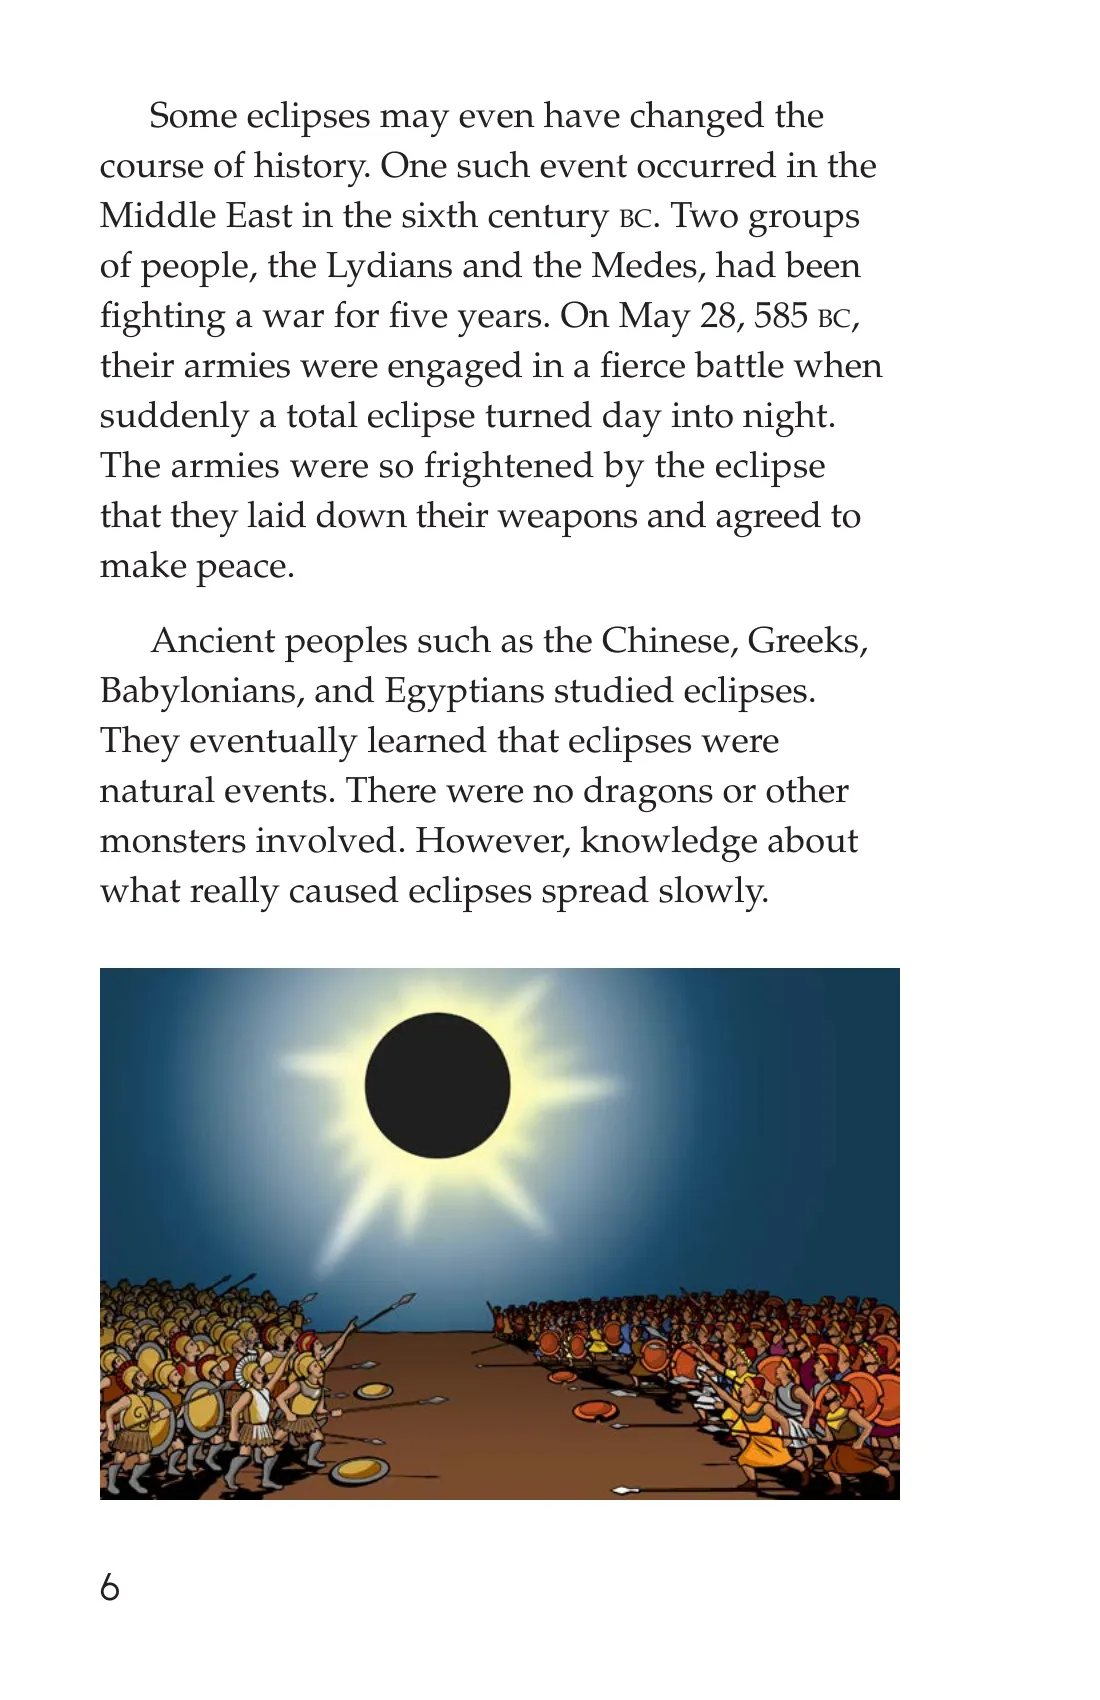 Some eclipses may even have changed the
course of history. One such event occurred in the
Middle East in the sixth century BC. Two groups
of people, the Lydians and the Medes, had been
fighting a war for five years. On May 28, 585 BC,
their armies were engaged in a fierce battle when
suddenly a total eclipse turned day into night.
The armies were so frightened by the eclipse
that they laid down their weapons and agreed to
make peace.
Ancient peoples such as the Chinese, Greeks,
Babylonians, and Egyptians studied eclipses.
They eventually learned that eclipses were
natural events. There were no dragons or other
monsters involved. However, knowledge about
what really caused eclipses spread slowly.
6